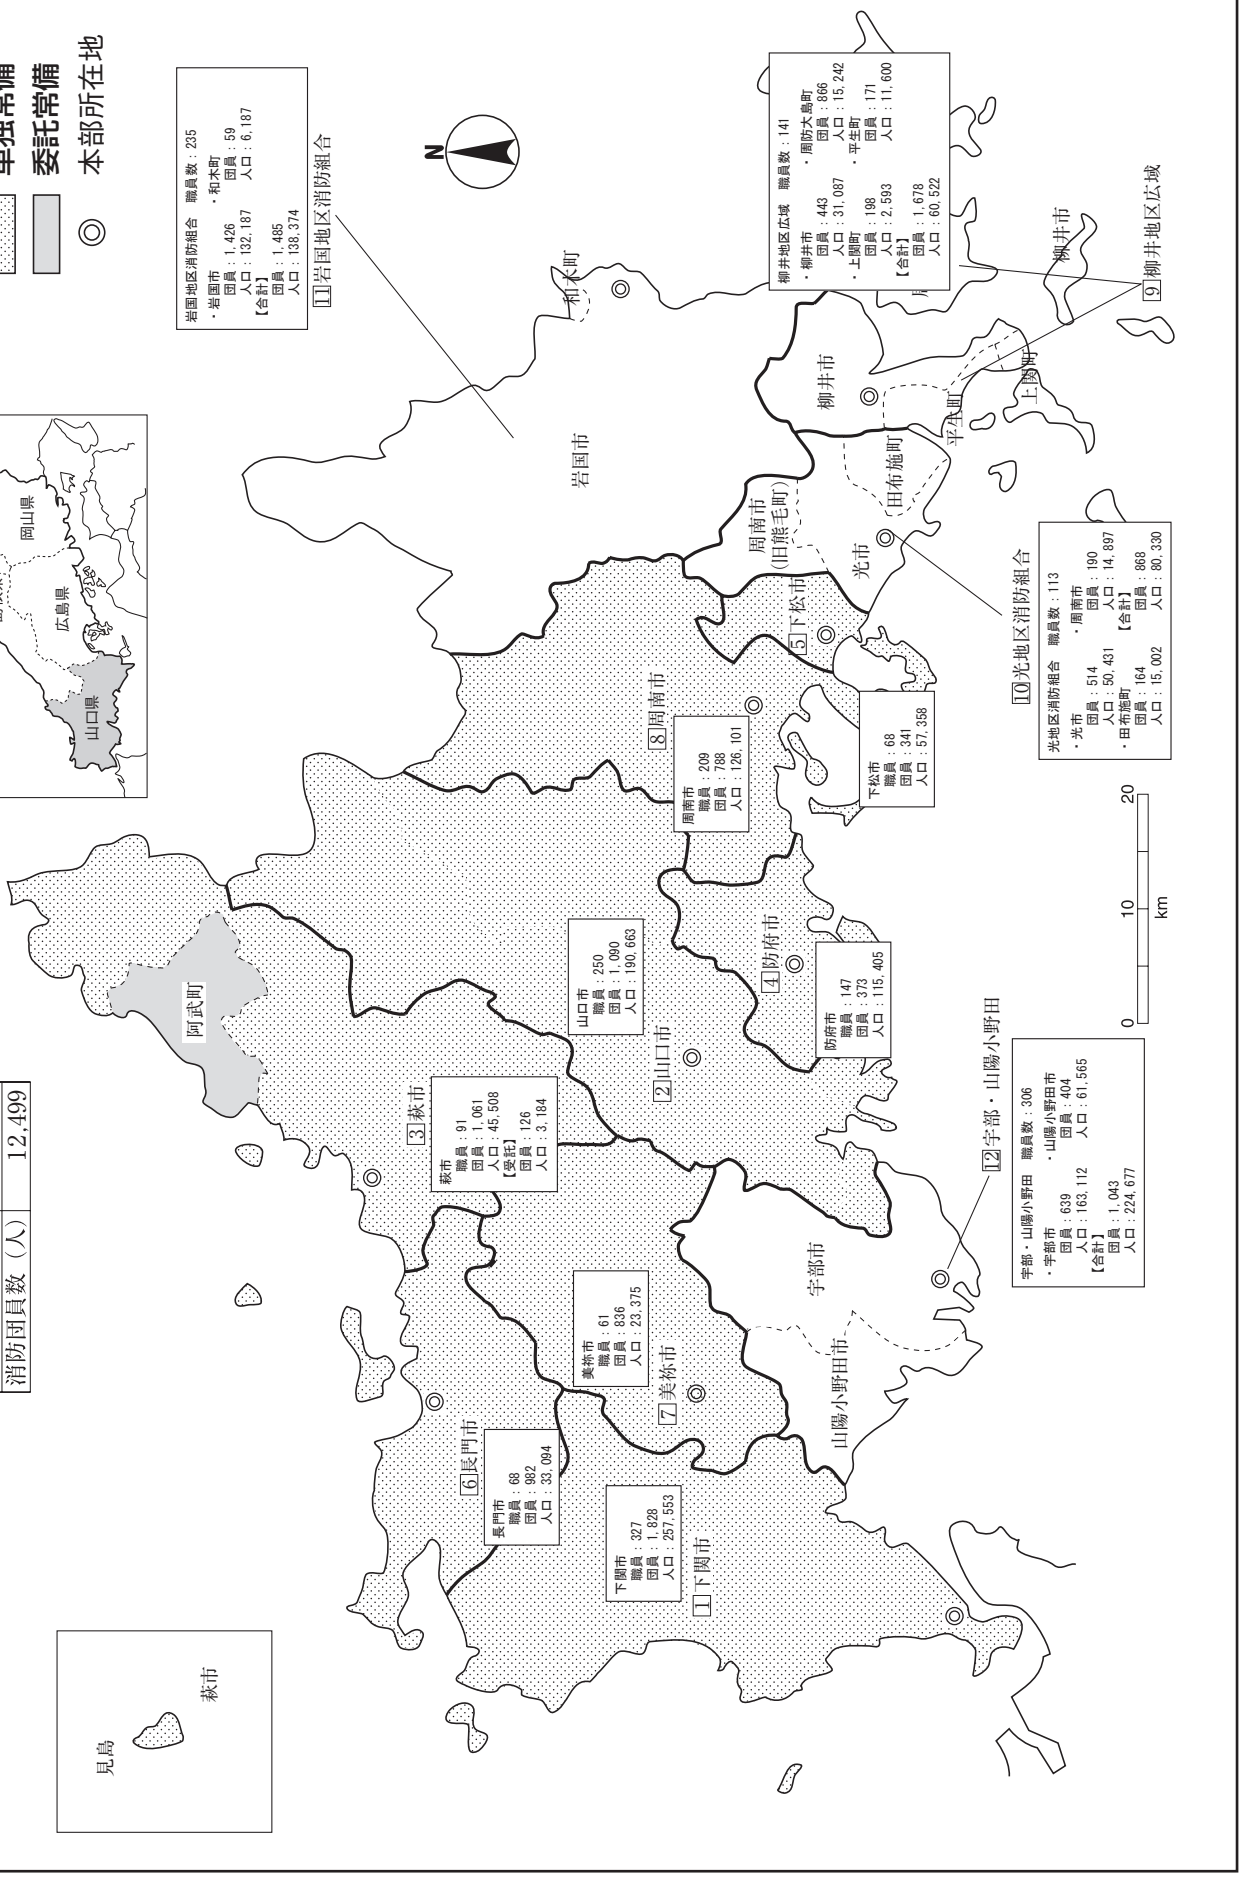 単独常備
委託常備
本部所在地
消防団員数（人） 12,499
岡山県
広島県
山口県
見島
萩市
阿武町
岩国地区消防組合 職員数：235
・岩国市 ・和木町
団員：1,426 団員：59
人口：132,187 人口：6,187
【合計】
団員：1,485
人口：138,374
11 岩国地区消防組合
N
和木町
岩国市
柳井地区広域 職員数：141
・柳井市 ・周防大島町
団員：443 団員：866
人口：31,087 人口：15,242
・上関町 ・平生町
団員：198 団員：171
人口：2,593 人口：11,600
【合計】
団員：1,678
人口：60,522
柳井市
9 柳井地区広域
柳井市
平生町
上関町
田布施町
周南市
(旧熊毛町)
光市
10 光地区消防組合
光地区消防組合 職員数：113
・光市 ・周南市
団員：514 団員：190
人口：50,431 人口：14,897
・田布施町 【合計】
団員：164 団員：868
人口：15,002 人口：80,330
5 下松市
下松市
職員：68
団員：341
人口：57,358
8 周南市
周南市
職員：209
団員：788
人口：126,101
4 防府市
防府市
職員：147
団員：373
人口：115,405
2 山口市
山口市
職員：250
団員：1,090
人口：190,663
3 萩市
萩市
職員：91
団員：1,061
人口：45,508
【受託】
団員：126
人口：3,184
6 長門市
長門市
職員：68
団員：982
人口：33,094
7 美祢市
美祢市
職員：61
団員：836
人口：23,375
1 下関市
下関市
職員：327
団員：1,828
人口：257,553
宇部市
山陽小野田市
12 宇部・山陽小野田
宇部・山陽小野田 職員数：306
・宇部市 ・山陽小野田市
団員：639 団員：404
人口：163,112 人口：61,565
【合計】
団員：1,043
人口：224,677
0 10 20
km